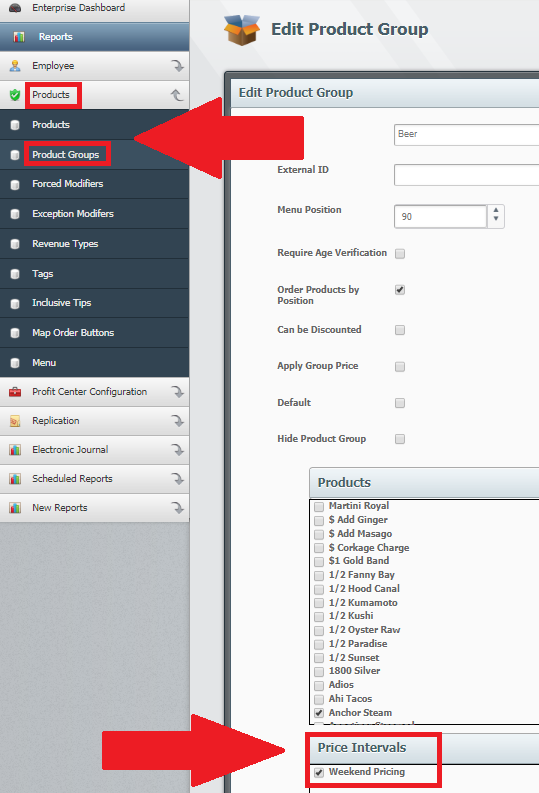 Enterprise Dashboard
Reports
Employee
Products
Products
Product Groups
Forced Modifiers
Exception Modifers
Revenue Types
Tags
Inclusive Tips
Map Order Buttons
Menu
Profit Center Configuration
Replication
Electronic Journal
Scheduled Reports
New Reports
Edit Product Group
Edit Product Group
Beer
External ID
Menu Position
90
Require Age Verification
Order Products by
Position
Can be Discounted
Apply Group Price
Default
Hide Product Group
Products
Martini Royal
$ Add Ginger
$ Add Masago
$ Corkage Charge
$1 Gold Band
1/2 Fanny Bay
1/2 Hood Canal
1/2 Kumamoto
1/2 Kushi
1/2 Oyster Raw
1/2 Paradise
1/2 Sunset
1800 Silver
Adios
Ahi Tacos
Anchor Steam
Price Intervals
Weekend Pricing